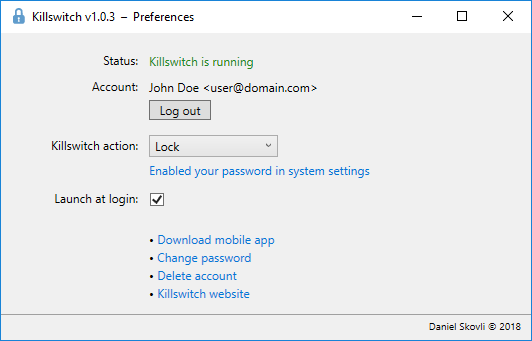 Killswitch v1.0.3 – Preferences
Status: Killswitch is running
Account: John Doe <user@domain.com>
Log out
Killswitch action: Lock
Enabled your password in system settings
Launch at login:
• Download mobile app
• Change password
• Delete account
• Killswitch website
Daniel Skovli © 2018